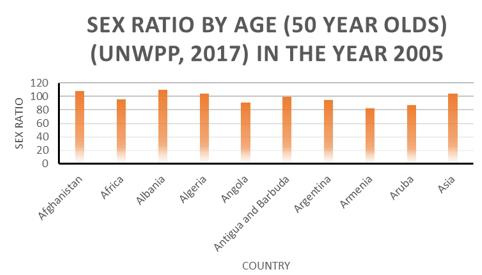 SEX RATIO BY AGE (50 YEAR OLDS)
(UNWPP, 2017) IN THE YEAR 2005
SEX RATIO
120
100
80
60
40
20
0
Afghanistan
Africa
Albania
Algeria
Angola
Antigua and Barbuda
Argentina
Armenia
Aruba
Asia
COUNTRY